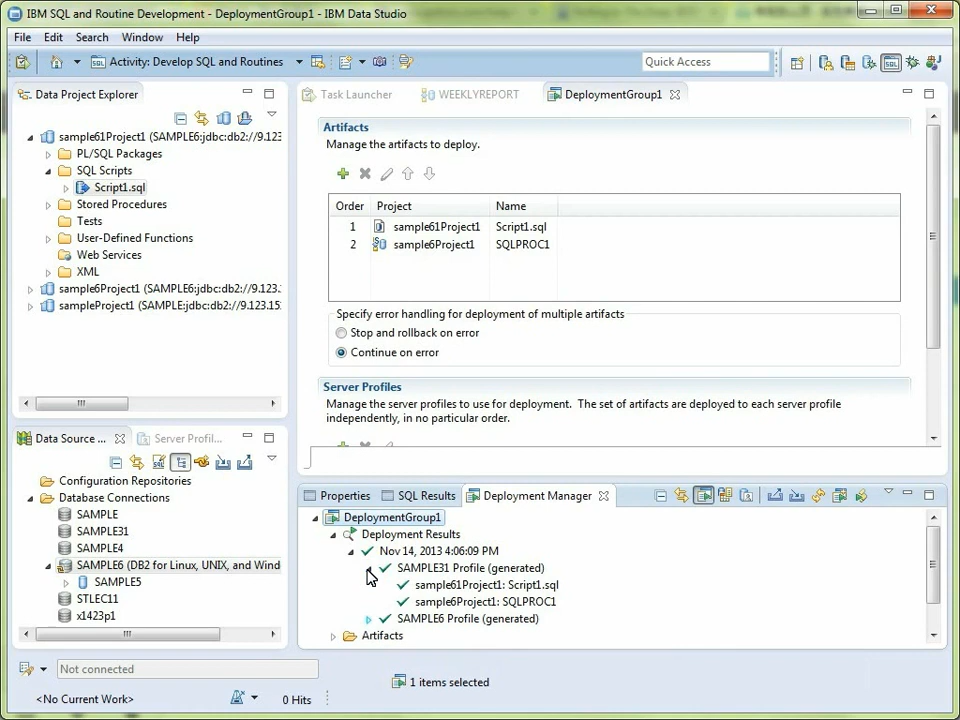 IBM SQL and Routine Development - DeploymentGroup1 - IBM Data Studio
File Edit Search Window Help
Activity: Develop SQL and Routines
Quick Access
SQL
Data Project Explorer
sample61Project1 (SAMPLE6:jdbc:db2://9.123
PL/SQL Packages
SQL Scripts
Script1.sql
Stored Procedures
Tests
User-Defined Functions
Web Services
XML
sample6Project1 (SAMPLE6:jdbc:db2://9.123.
sampleProject1 (SAMPLE:jdbc:db2://9.123.15
Task Launcher WEEKLYREPORT DeploymentGroup1
Artifacts
Manage the artifacts to deploy.
Order Project Name
1 sample61Project1 Script1.sql
2 sample6Project1 SQLPROC1
Specify error handling for deployment of multiple artifacts
Stop and rollback on error
Continue on error
Server Profiles
Manage the server profiles to use for deployment. The set of artifacts are deployed to each server profile
independently, in no particular order.
Data Source ... Server Profil...
Configuration Repositories
Database Connections
SAMPLE
SAMPLE31
SAMPLE4
SAMPLE6 (DB2 for Linux, UNIX, and Wind
SAMPLE5
STLEC11
x1423p1
Properties SQL Results Deployment Manager
DeploymentGroup1
Deployment Results
Nov 14, 2013 4:06:09 PM
SAMPLE31 Profile (generated)
sample61Project1: Script1.sql
sample6Project1: SQLPROC1
SAMPLE6 Profile (generated)
Artifacts
Not connected
1 items selected
<No Current Work> 0 Hits